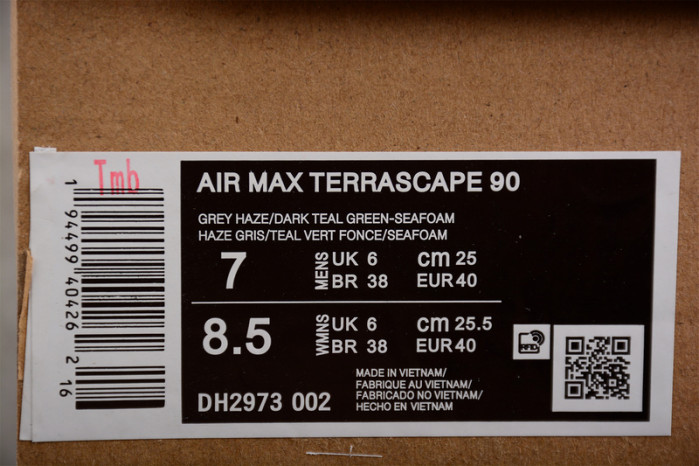 Tmb
1 94499 40426 2 16
AIR MAX TERRASCAPE 90
GREY HAZE/DARK TEAL GREEN-SEAFOAM
HAZE GRIS/TEAL VERT FONCE/SEAFOAM
7 MENS UK 6 cm 25
BR 38 EUR 40
8.5 WMNS UK 6 cm 25.5
BR 38 EUR 40
RFID
DH2973 002
MADE IN VIETNAM/
FABRIQUE AU VIETNAM/
FABRICADO NO VIETNAM/
HECHO EN VIETNAM